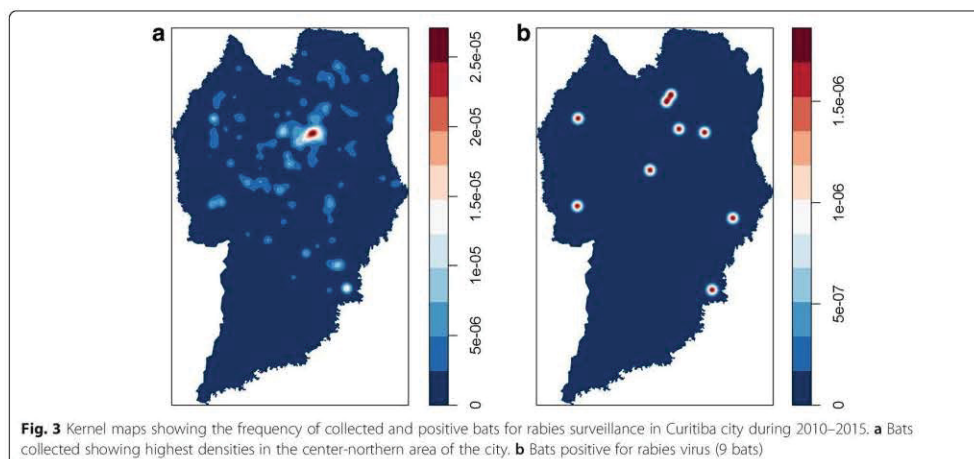 a
b
2.5e-05
2e-05
1.5e-05
1e-05
5e-06
0
1.5e-06
1e-06
5e-07
0
Fig. 3 Kernel maps showing the frequency of collected and positive bats for rabies surveillance in Curitiba city during 2010–2015. a Bats
collected showing highest densities in the center-northern area of the city. b Bats positive for rabies virus (9 bats)